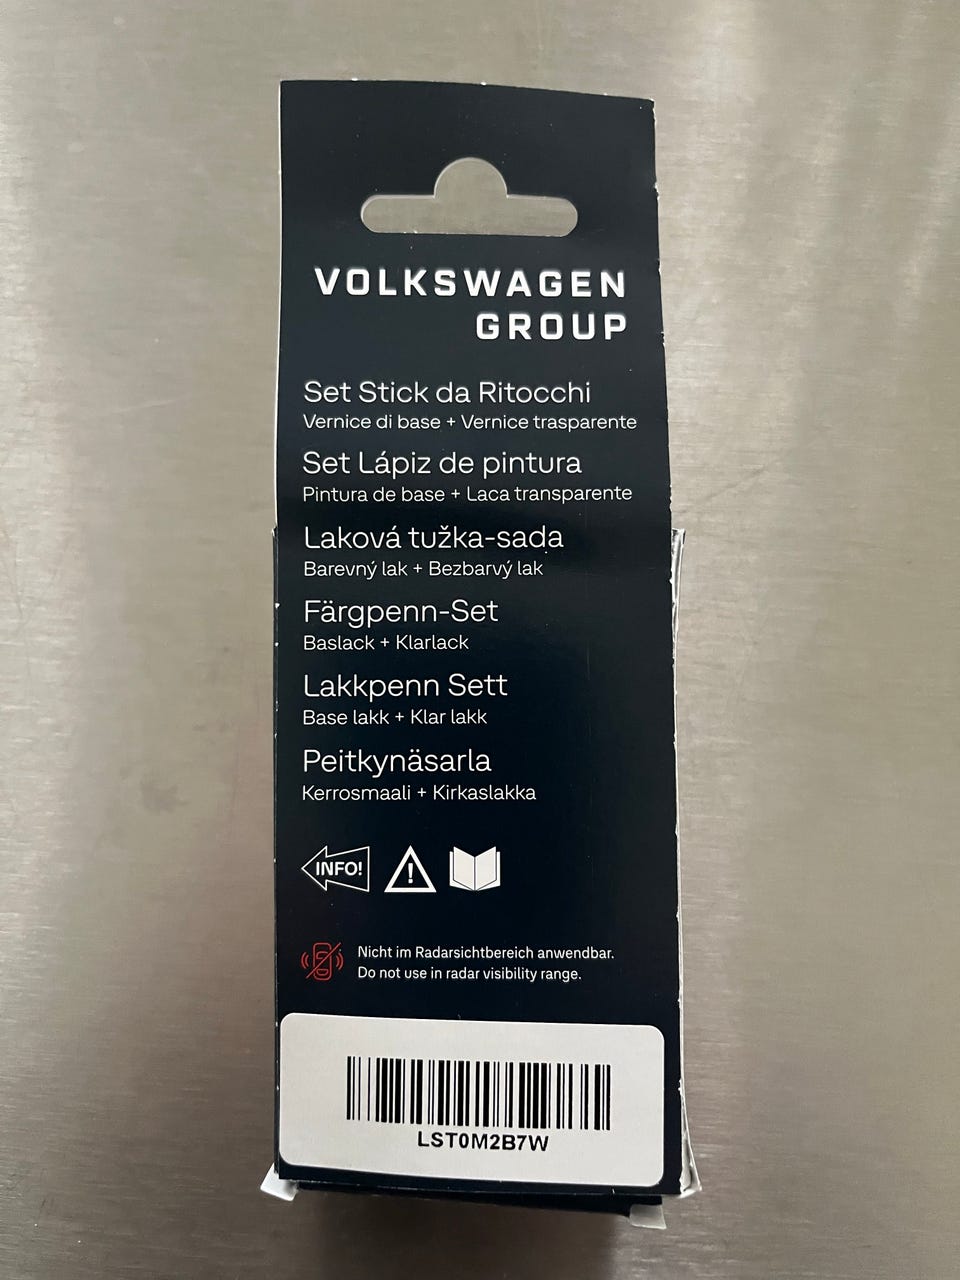 VOLKSWAGEN
GROUP
Set Stick da Ritocchi
Vernice di base + Vernice trasparente
Set Lápiz de pintura
Pintura de base + Laca transparente
Laková tužka-sada
Barevný lak + Bezbarvý lak
Färgpenn-Set
Baslack + Klarlack
Lakkpenn Sett
Base lakk + Klar lakk
Peitkynäsarla
Kerrosmaali + Kirkaslakka
INFO!
Nicht im Radarsichtbereich anwendbar.
Do not use in radar visibility range.
LST0M2B7W